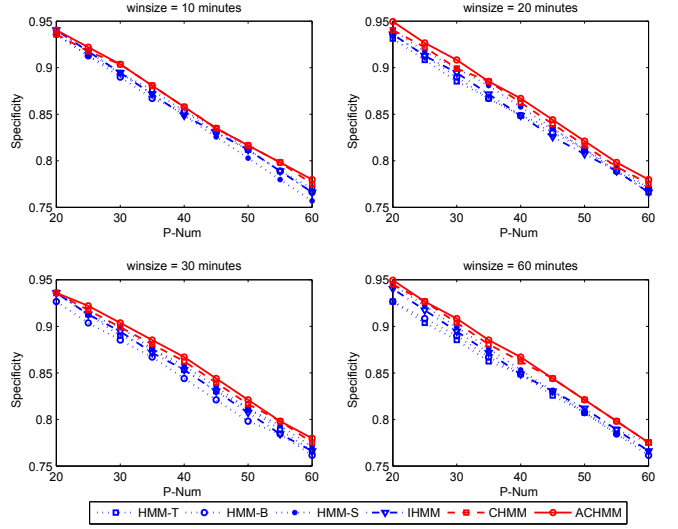 winsize = 10 minutes
0.95
0.9
0.85
0.8
0.75
Specificity
20 30 40 50 60
P-Num
winsize = 20 minutes
0.95
0.9
0.85
0.8
0.75
Specificity
20 30 40 50 60
P-Num
winsize = 30 minutes
0.95
0.9
0.85
0.8
0.75
Specificity
20 30 40 50 60
P-Num
winsize = 60 minutes
0.95
0.9
0.85
0.8
0.75
Specificity
20 30 40 50 60
P-Num
HMM-T HMM-B HMM-S IHMM CHMM ACHMM